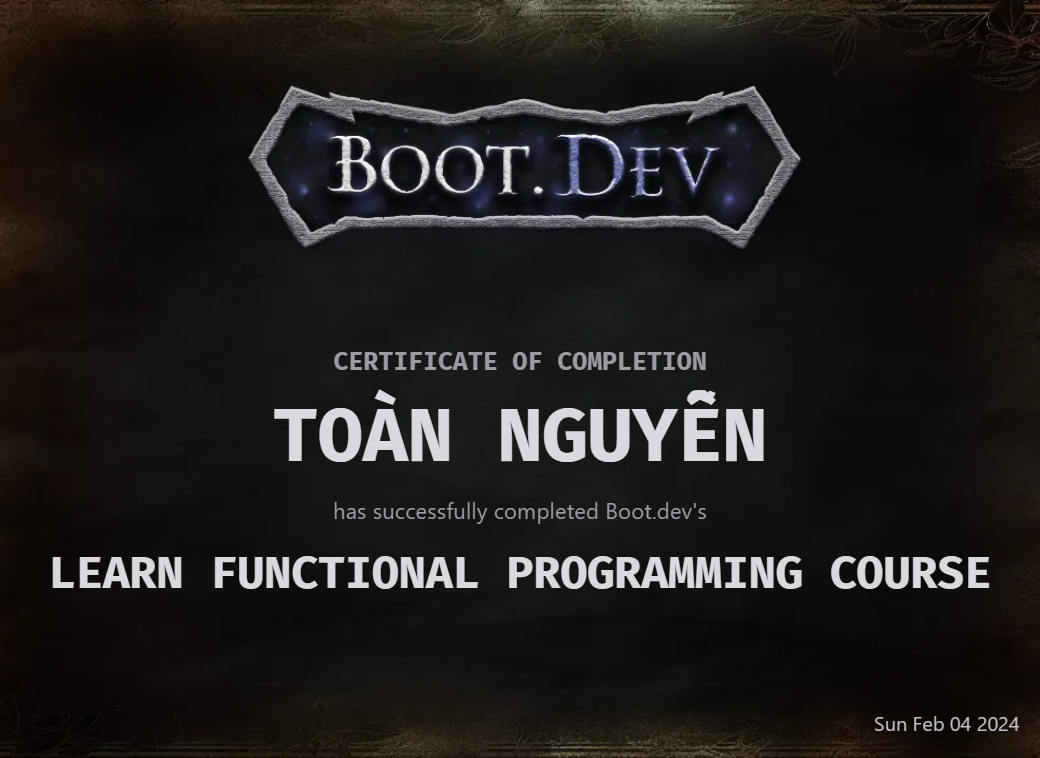 BOOT.DEV
CERTIFICATE OF COMPLETION
TOÀN NGUYỄN
has successfully completed Boot.dev's
LEARN FUNCTIONAL PROGRAMMING COURSE
Sun Feb 04 2024